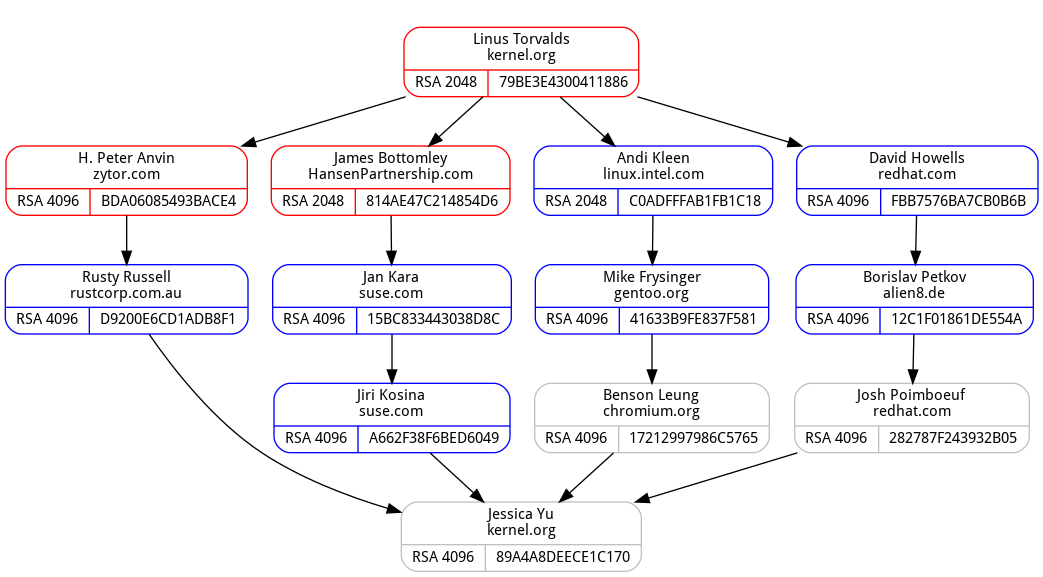 Linus Torvalds
kernel.org
RSA 2048 79BE3E4300411886
H. Peter Anvin
zytor.com
RSA 4096 BDA06085493BACE4
James Bottomley
HansenPartnership.com
RSA 2048 814AE47C214854D6
Andi Kleen
linux.intel.com
RSA 2048 C0ADFFFAB1FB1C18
David Howells
redhat.com
RSA 4096 FBB7576BA7CB0B6B
Rusty Russell
rustcorp.com.au
RSA 4096 D9200E6CD1ADB8F1
Jan Kara
suse.com
RSA 4096 15BC833443038D8C
Mike Frysinger
gentoo.org
RSA 4096 41633B9FE837F581
Borislav Petkov
alien8.de
RSA 4096 12C1F01861DE554A
Jiri Kosina
suse.com
RSA 4096 A662F38F6BED6049
Benson Leung
chromium.org
RSA 4096 17212997986C5765
Josh Poimboeuf
redhat.com
RSA 4096 282787F243932B05
Jessica Yu
kernel.org
RSA 4096 89A4A8DEECE1C170